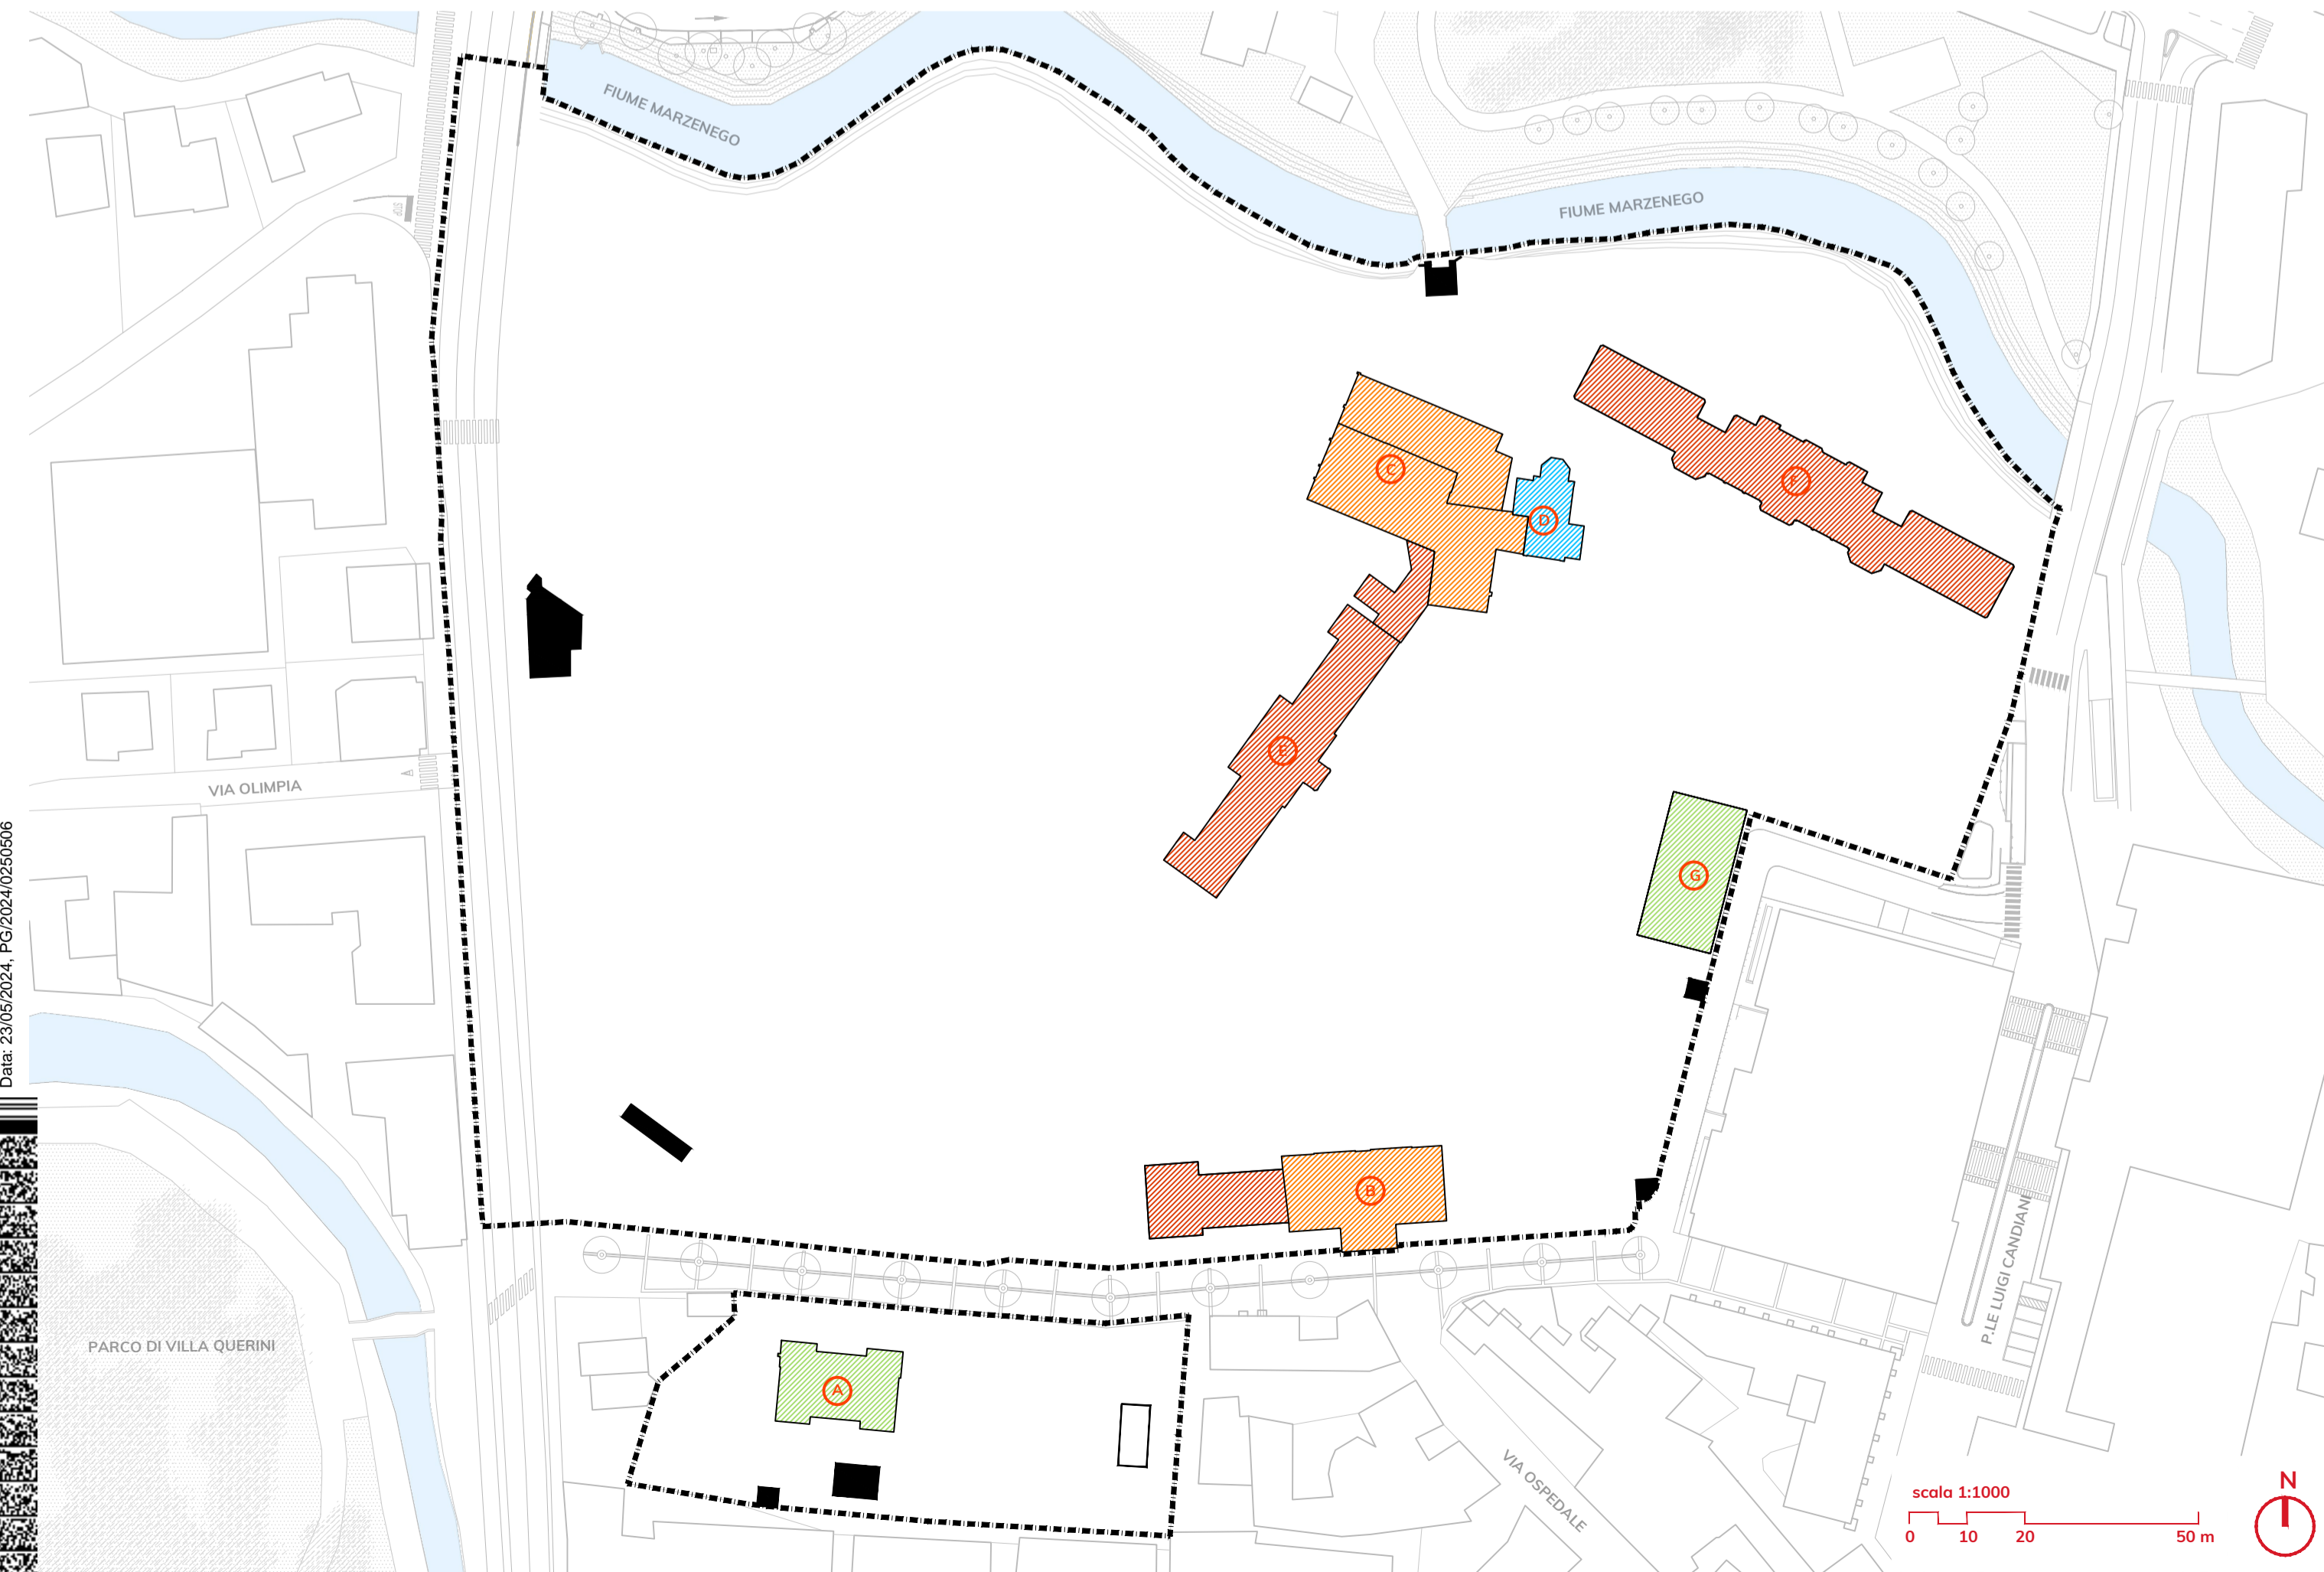 FIUME MARZENEGO
FIUME MARZENEGO
STOP
C
F
D
E
VIA OLIMPIA
Data: 23/05/2024, PG/2024/0250506
G
B
P.LE LUIGI CANDIANI
PARCO DI VILLA QUERINI
A
VIA OSPEDALE
scala 1:1000
0 10 20 50 m
N